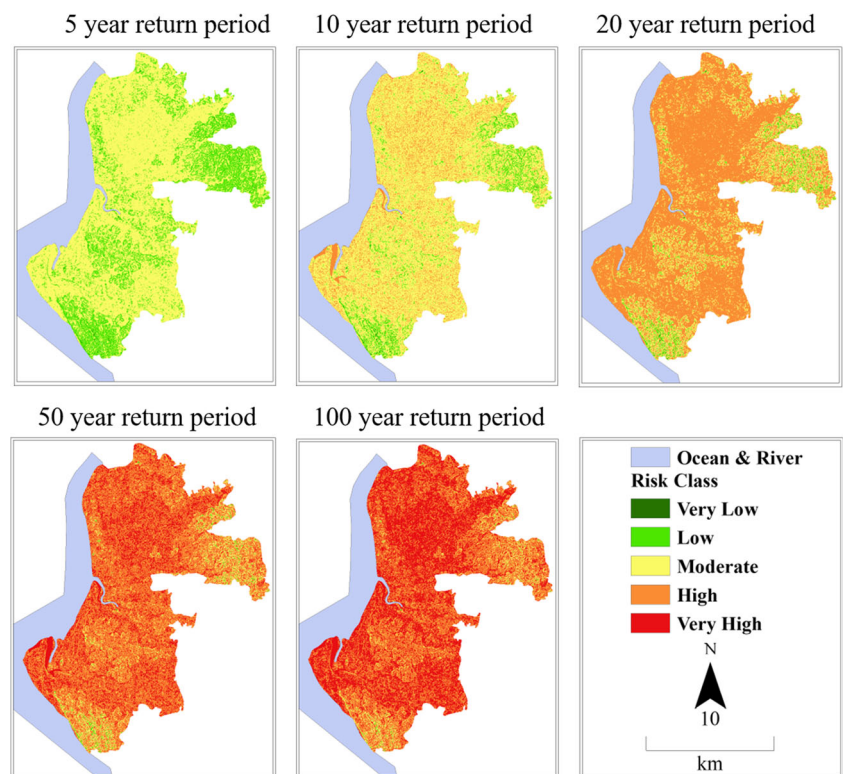 5 year return period
10 year return period
20 year return period
50 year return period
100 year return period
Ocean & River
Risk Class
Very Low
Low
Moderate
High
Very High
N
10
km